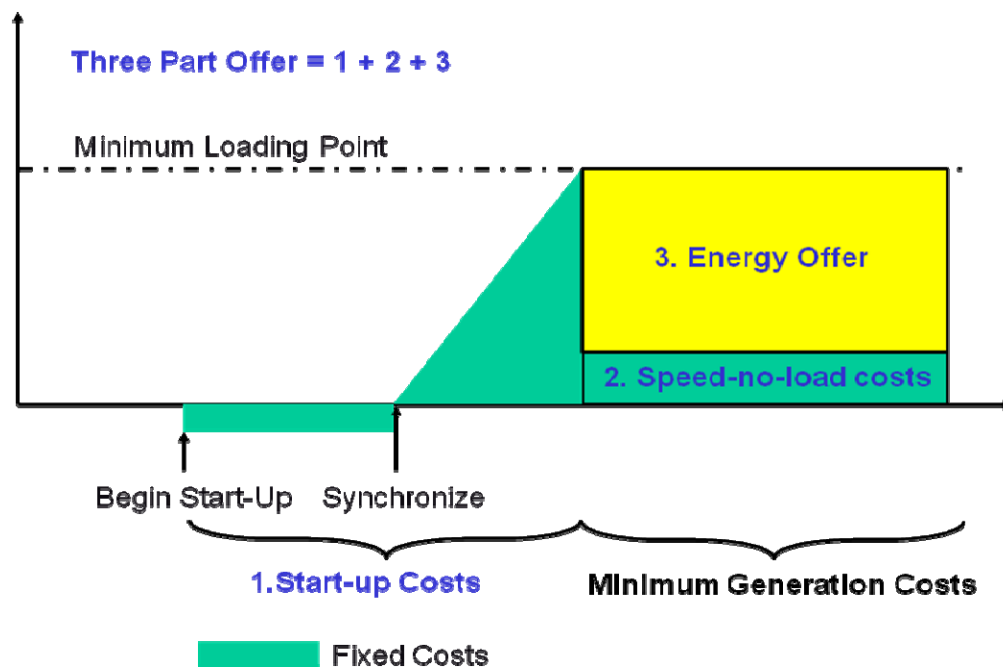 Three Part Offer = 1 + 2 + 3
Minimum Loading Point
3. Energy Offer
2. Speed-no-load costs
Begin Start-Up
Synchronize
1.Start-up Costs
Minimum Generation Costs
Fixed Costs